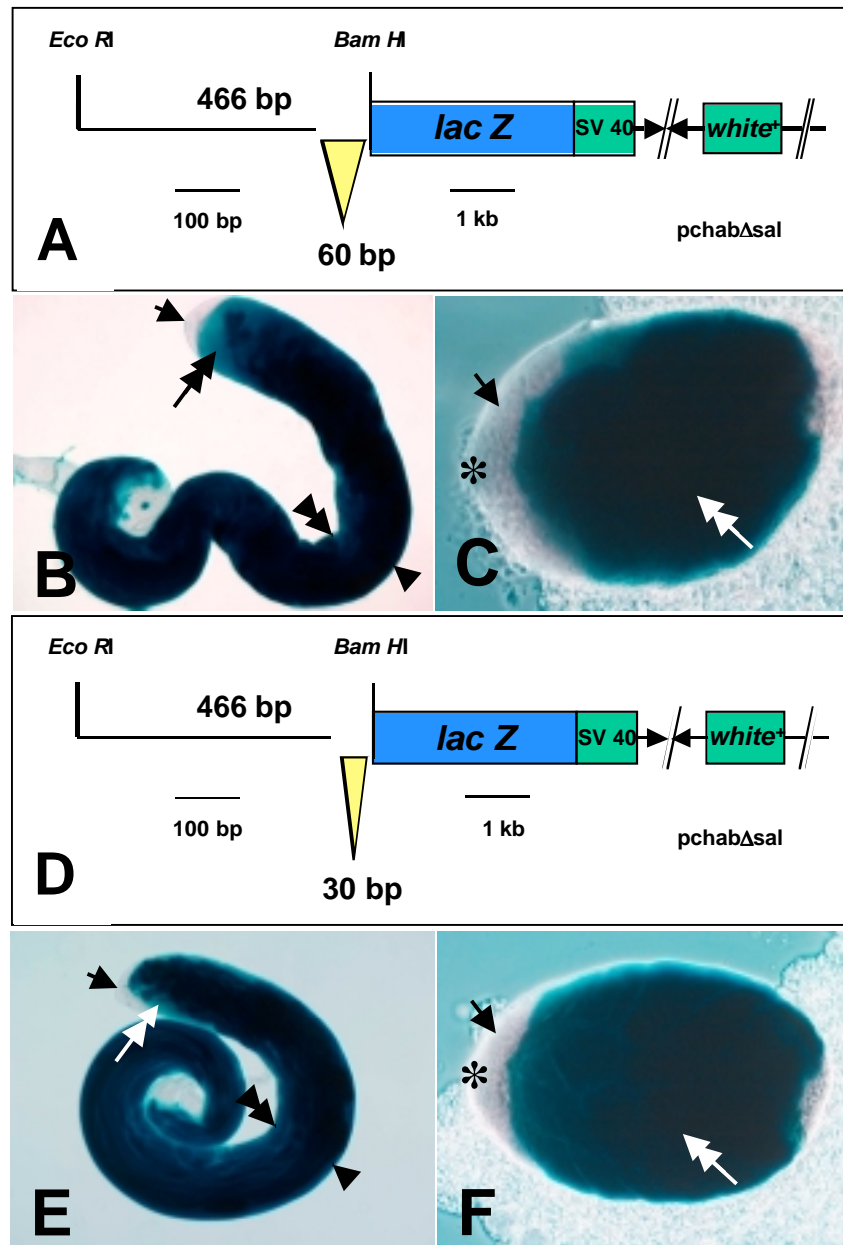 Eco RI Bam HI
466 bp
lac Z SV 40 white+
100 bp 1 kb pchabΔsal
60 bp
A
B
* C
Eco RI Bam HI
466 bp
lac Z SV 40 white+
100 bp 1 kb pchabΔsal
30 bp
D
* 
E F